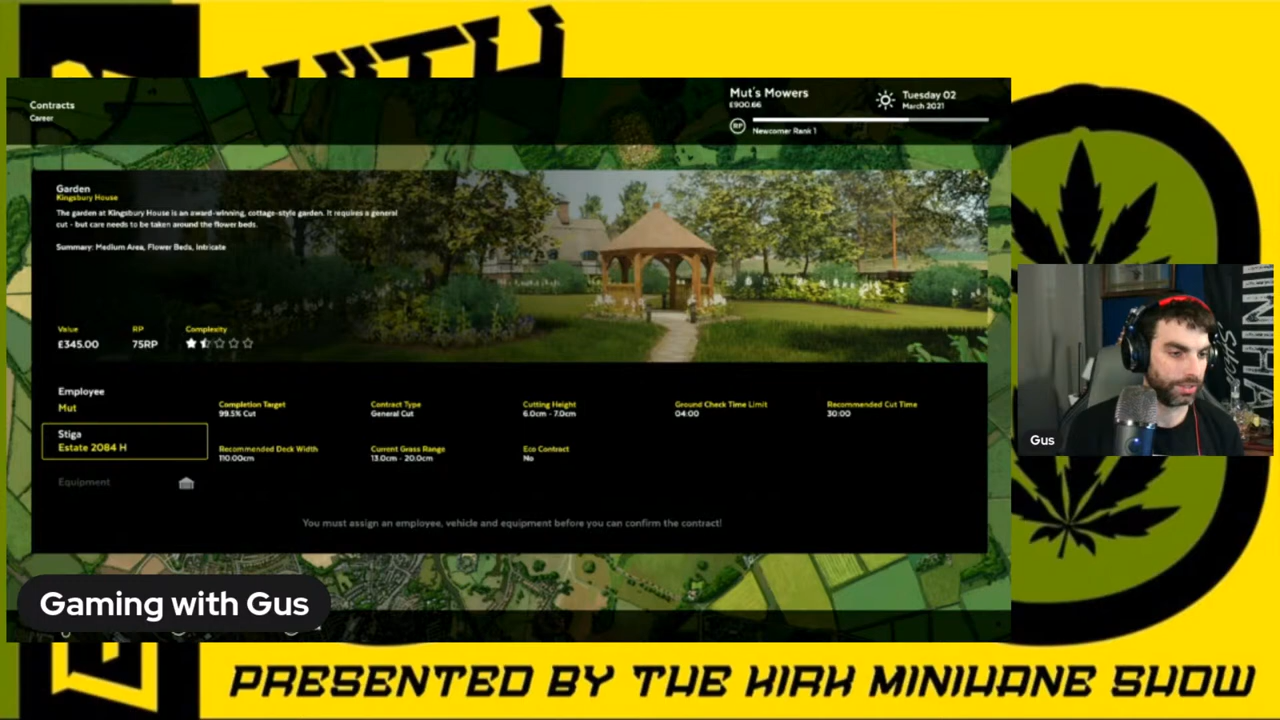 WITH
Contracts
Career
Mut's Mowers
£900.66
Tuesday 02
March 2021
RP
Newcomer Rank 1
Garden
Kingsbury House
The garden at Kingsbury House is an award-winning, cottage-style garden. It requires a general
cut - but care needs to be taken around the flower beds.
Summary: Medium Area, Flower Beds, Intricate
Value
RP
Complexity
£345.00
75RP
Employee
Mut
Completion Target
99.5% Cut
Contract Type
General Cut
Cutting Height
6.0cm - 7.0cm
Ground Check Time Limit
04:00
Recommended Cut Time
30:00
Stiga
Estate 2084 H
Recommended Deck Width
110.00cm
Current Grass Range
13.0cm - 20.0cm
Eco Contract
No
Equipment
You must assign an employee, vehicle and equipment before you can confirm the contract!
Gus
Gaming with Gus
PRESENTED BY THE KIRK MINIHANE SHOW